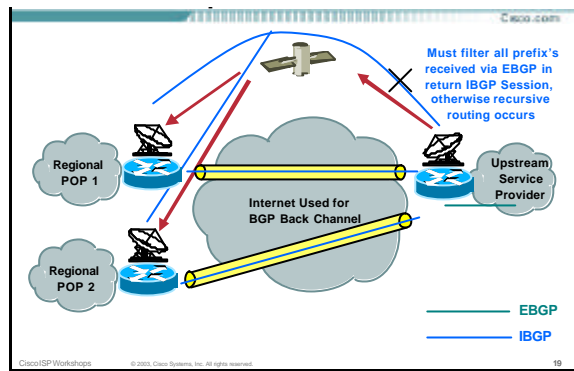 Cisco.com
Must filter all prefix's
received via EBGP in
return IBGP Session,
otherwise recursive
routing occurs
Regional
POP 1
Upstream
Service
Provider
Internet Used for
BGP Back Channel
Regional
POP 2
EBGP
IBGP
Cisco ISP Workshops
© 2003, Cisco Systems, Inc. All rights reserved.
19